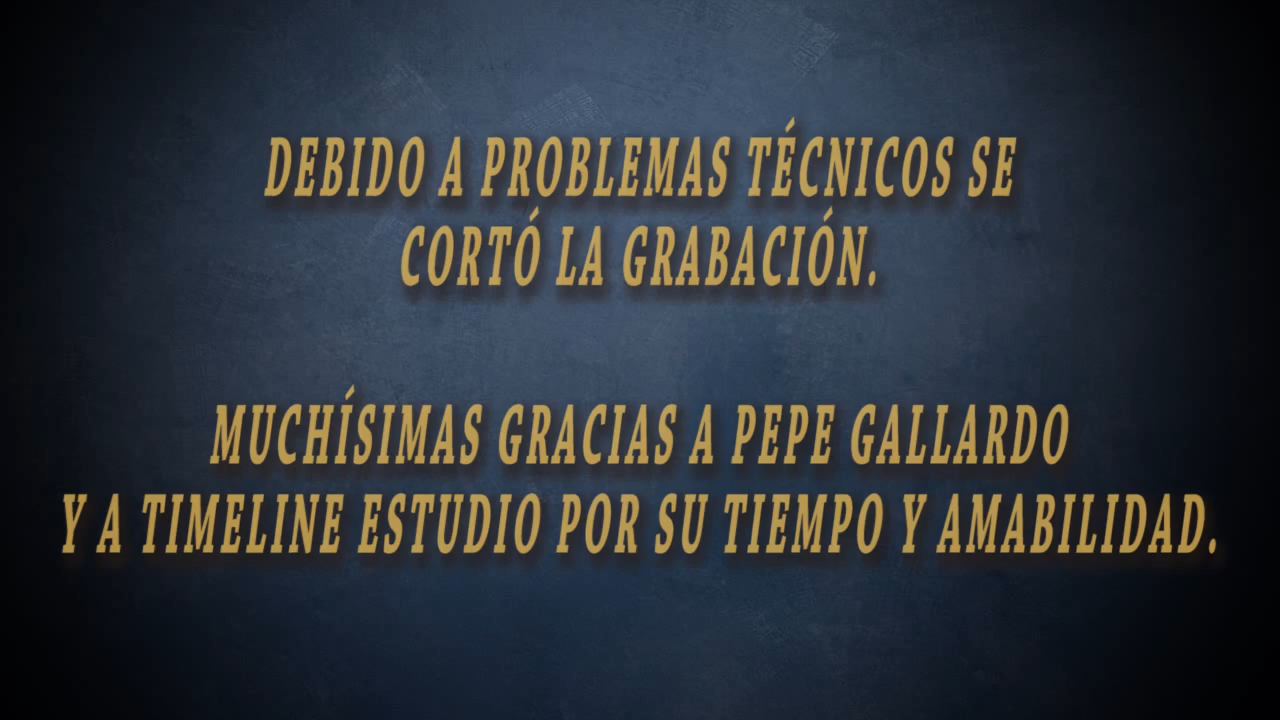 DEBIDO A PROBLEMAS TÉCNICOS SE
CORTÓ LA GRABACIÓN.
MUCHÍSIMAS GRACIAS A PEPE GALLARDO
Y A TIMELINE ESTUDIO POR SU TIEMPO Y AMABILIDAD.